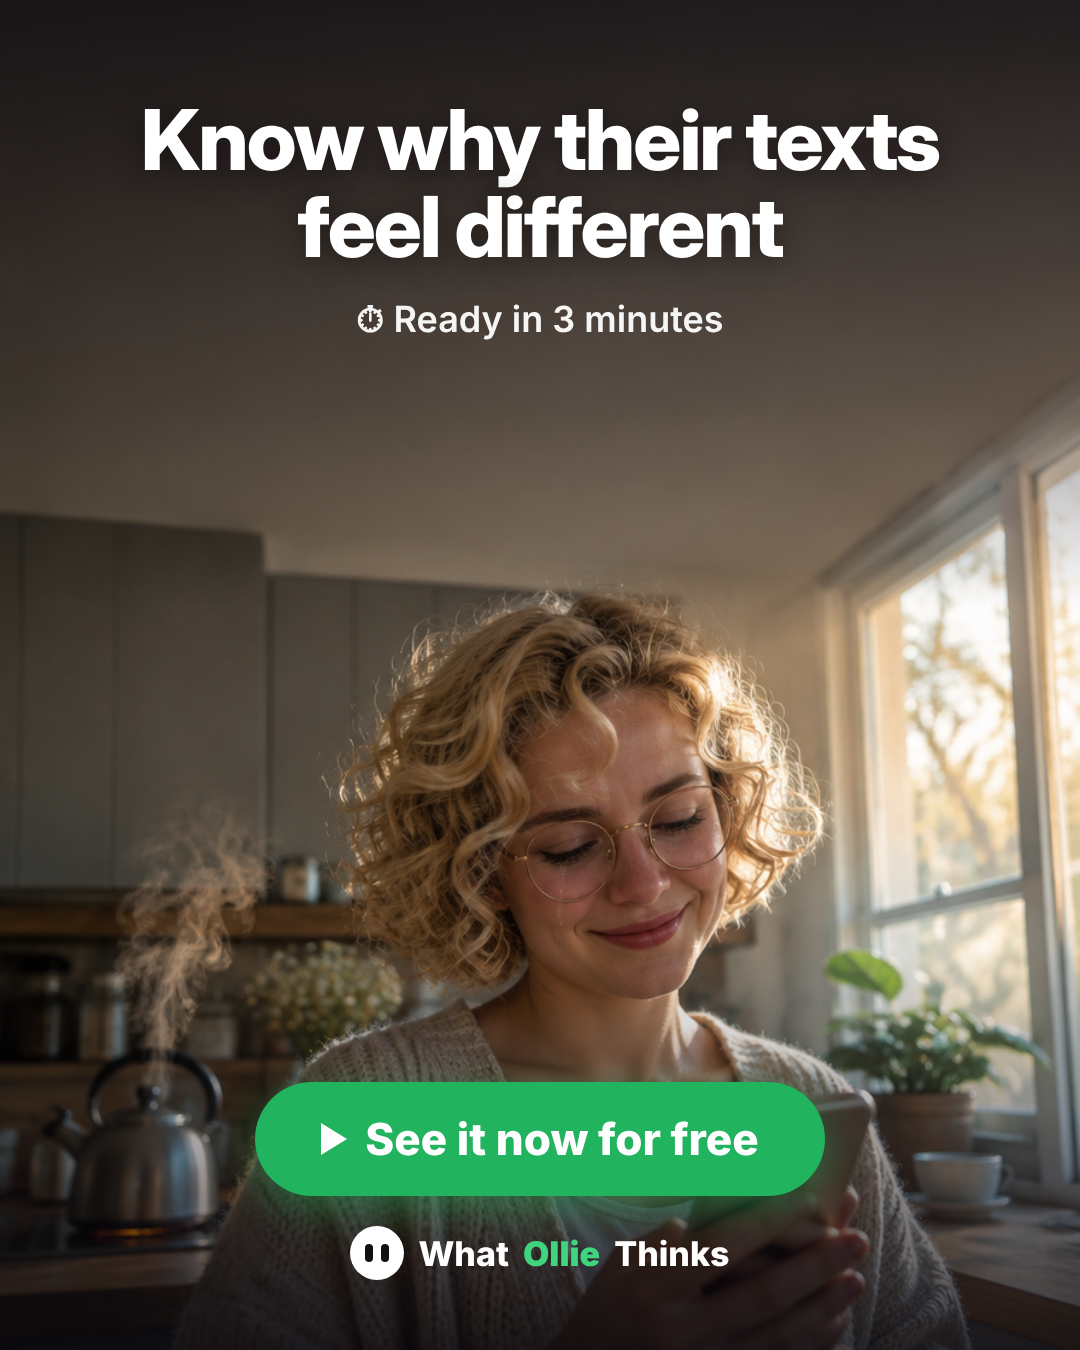 Know why their texts
feel different
⏱ Ready in 3 minutes
▶ See it now for free
What Ollie Thinks